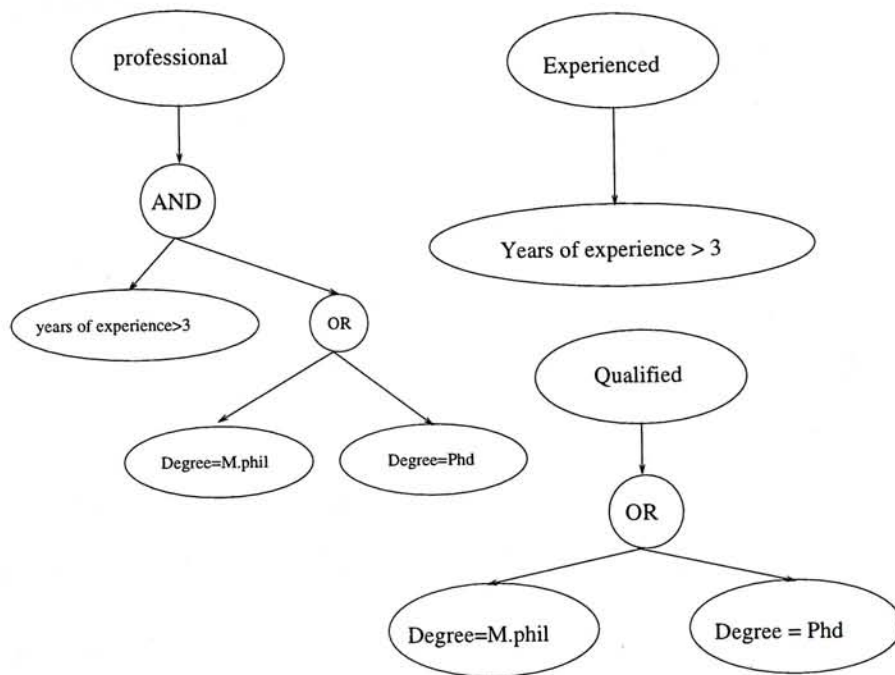 professional
AND
years of experience>3
OR
Degree=M.phil
Degree=Phd
Experienced
Years of experience > 3
Qualified
OR
Degree=M.phil
Degree = Phd